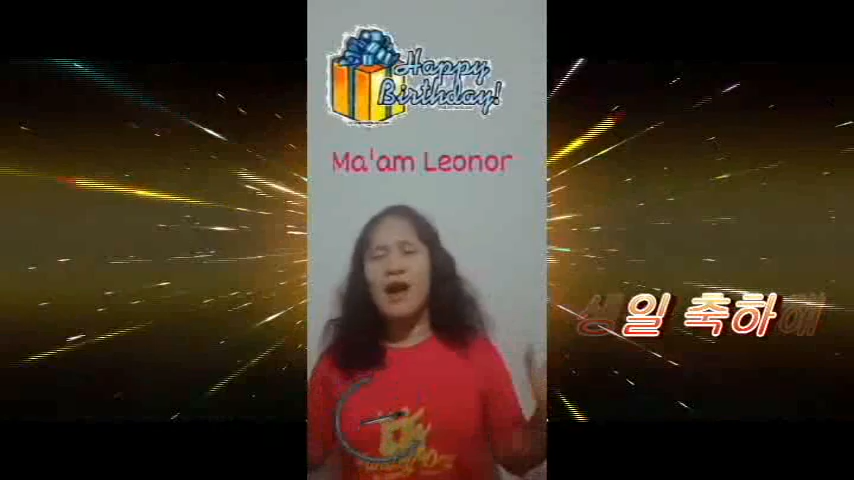 Happy
Birthday!
Ma'am Leonor
생일 축하해